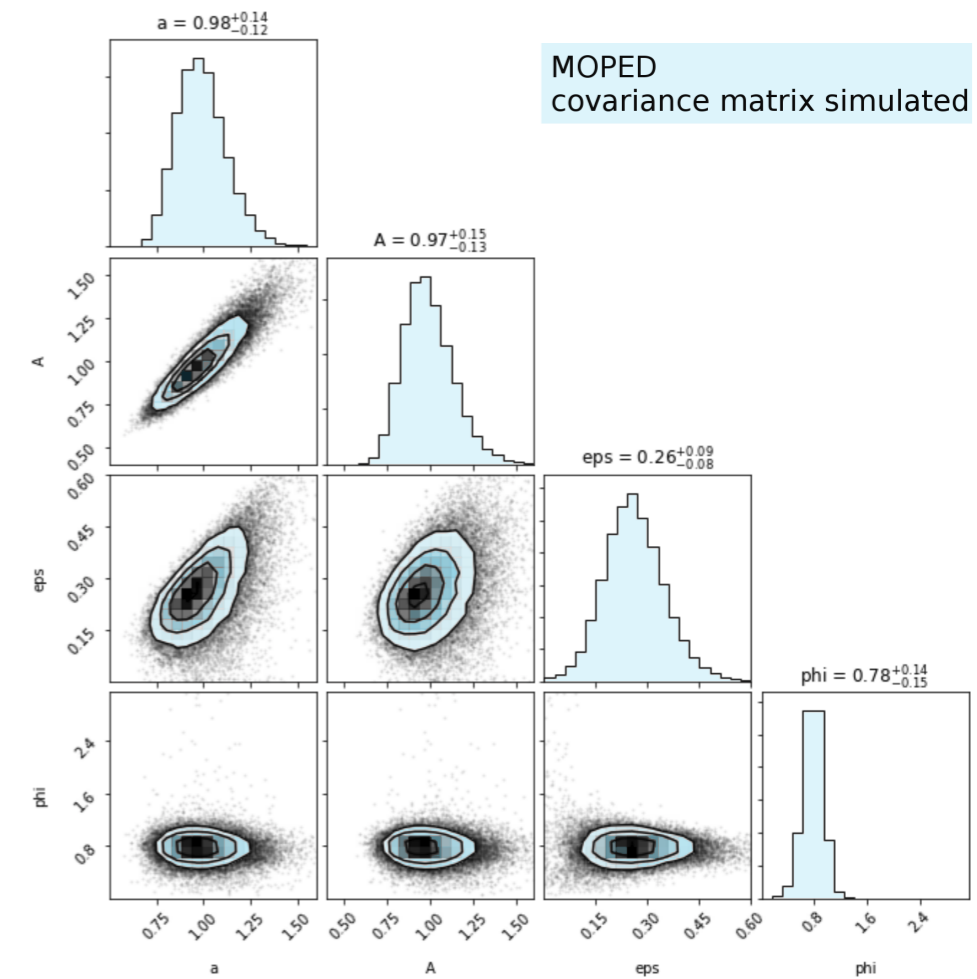 a = 0.98+0.14−0.12
MOPED
covariance matrix simulated
A = 0.97+0.15−0.13
A
1.50
1.25
1.00
0.75
0.50
eps = 0.26+0.09−0.08
eps
0.60
0.45
0.30
0.15
phi = 0.78+0.14−0.15
phi
2.4
1.6
0.8
0.75 1.00 1.50 0.50 0.75 1.00 1.50 0.15 0.30 0.45 0.60 0.8 1.6 2.4
a A eps phi